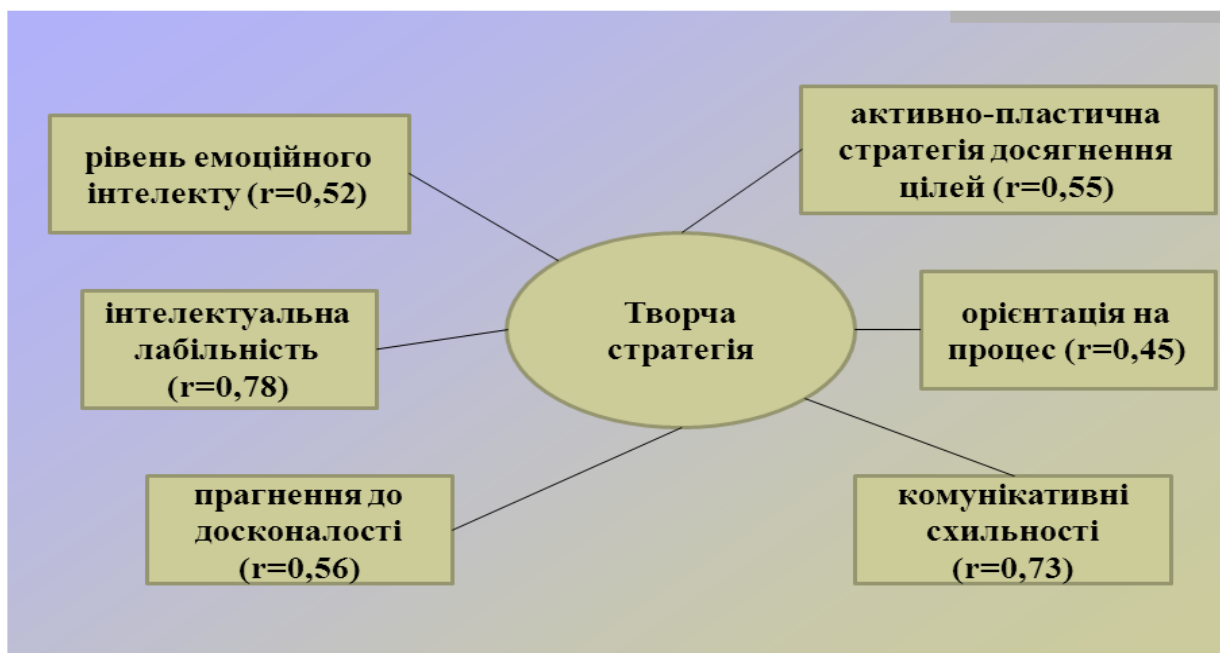 рівень емоційного
інтелекту (r=0,52)
активно-пластична
стратегія досягнення
цілей (r=0,55)
інтелектуальна
лабільність
(r=0,78)
Творча
стратегія
орієнтація на
процес (r=0,45)
прагнення до
досконалості
(r=0,56)
комунікативні
схильності
(r=0,73)